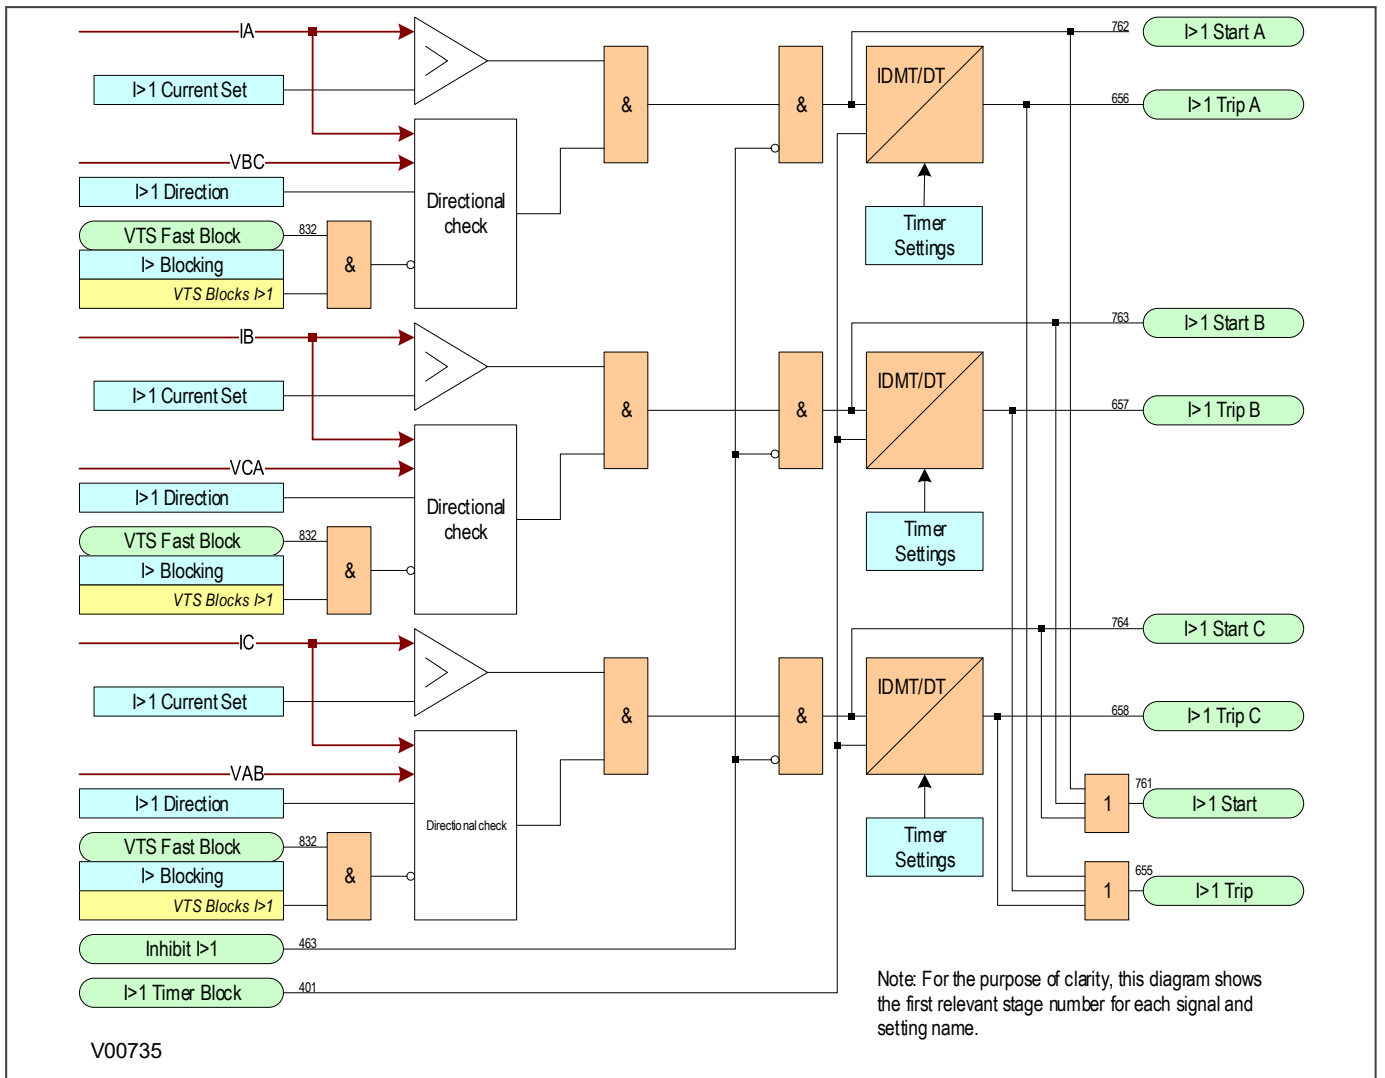 IA
762
I>1 Start A
IDMT/DT
I>1 Current Set
&
&
656
I>1 Trip A
VBC
I>1 Direction
Directional
check
Timer
Settings
VTS Fast Block
832
I> Blocking
&
VTS Blocks I>1
IB
763
I>1 Start B
IDMT/DT
I>1 Current Set
&
&
657
I>1 Trip B
VCA
I>1 Direction
Directional
check
Timer
Settings
VTS Fast Block
832
I> Blocking
&
VTS Blocks I>1
IC
764
I>1 Start C
IDMT/DT
I>1 Current Set
&
&
658
I>1 Trip C
VAB
I>1 Direction
Directional check
Timer
Settings
761
1
I>1 Start
VTS Fast Block
832
I> Blocking
&
VTS Blocks I>1
655
1
I>1 Trip
Inhibit I>1
463
I>1 Timer Block
401
Note: For the purpose of clarity, this diagram shows
the first relevant stage number for each signal and
setting name.
V00735